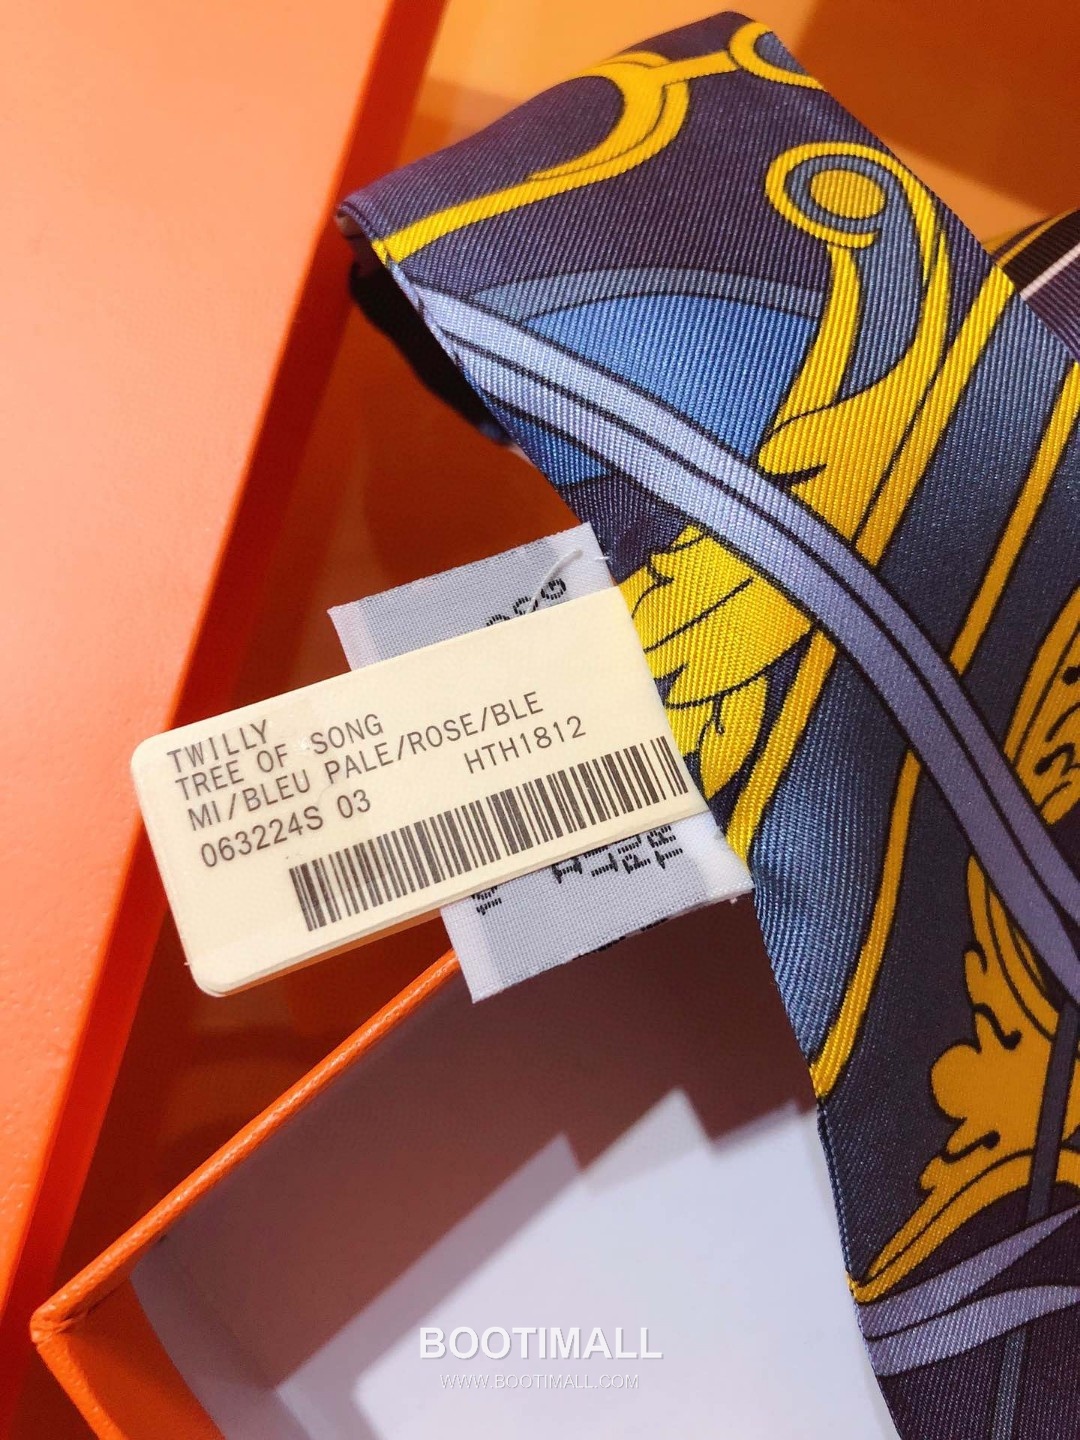 TWILLY
TREE OF SONG
MI/BLEU PALE/ROSE/BLE
HTH1812
063224S 03
BOOTIMALL
WWW.BOOTIMALL.COM